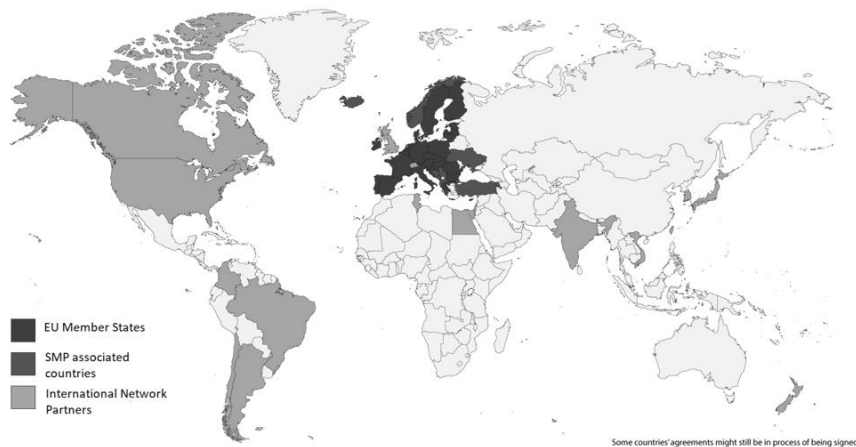 EU Member States
SMP associated
countries
International Network
Partners
Some countries' agreements might still be in process of being signed